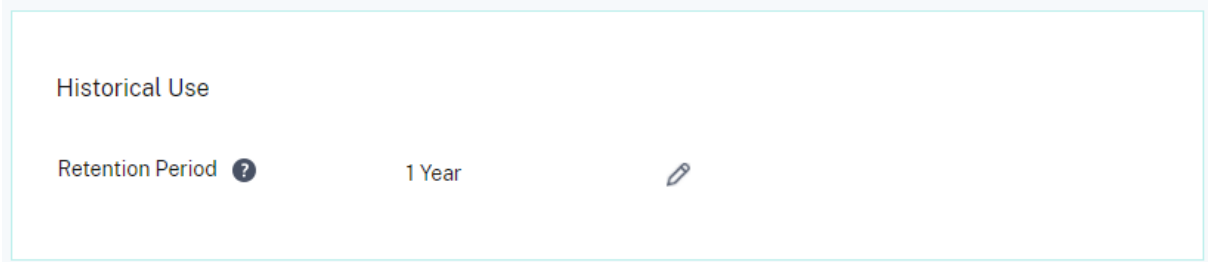 Historical Use
Retention Period ? 1 Year